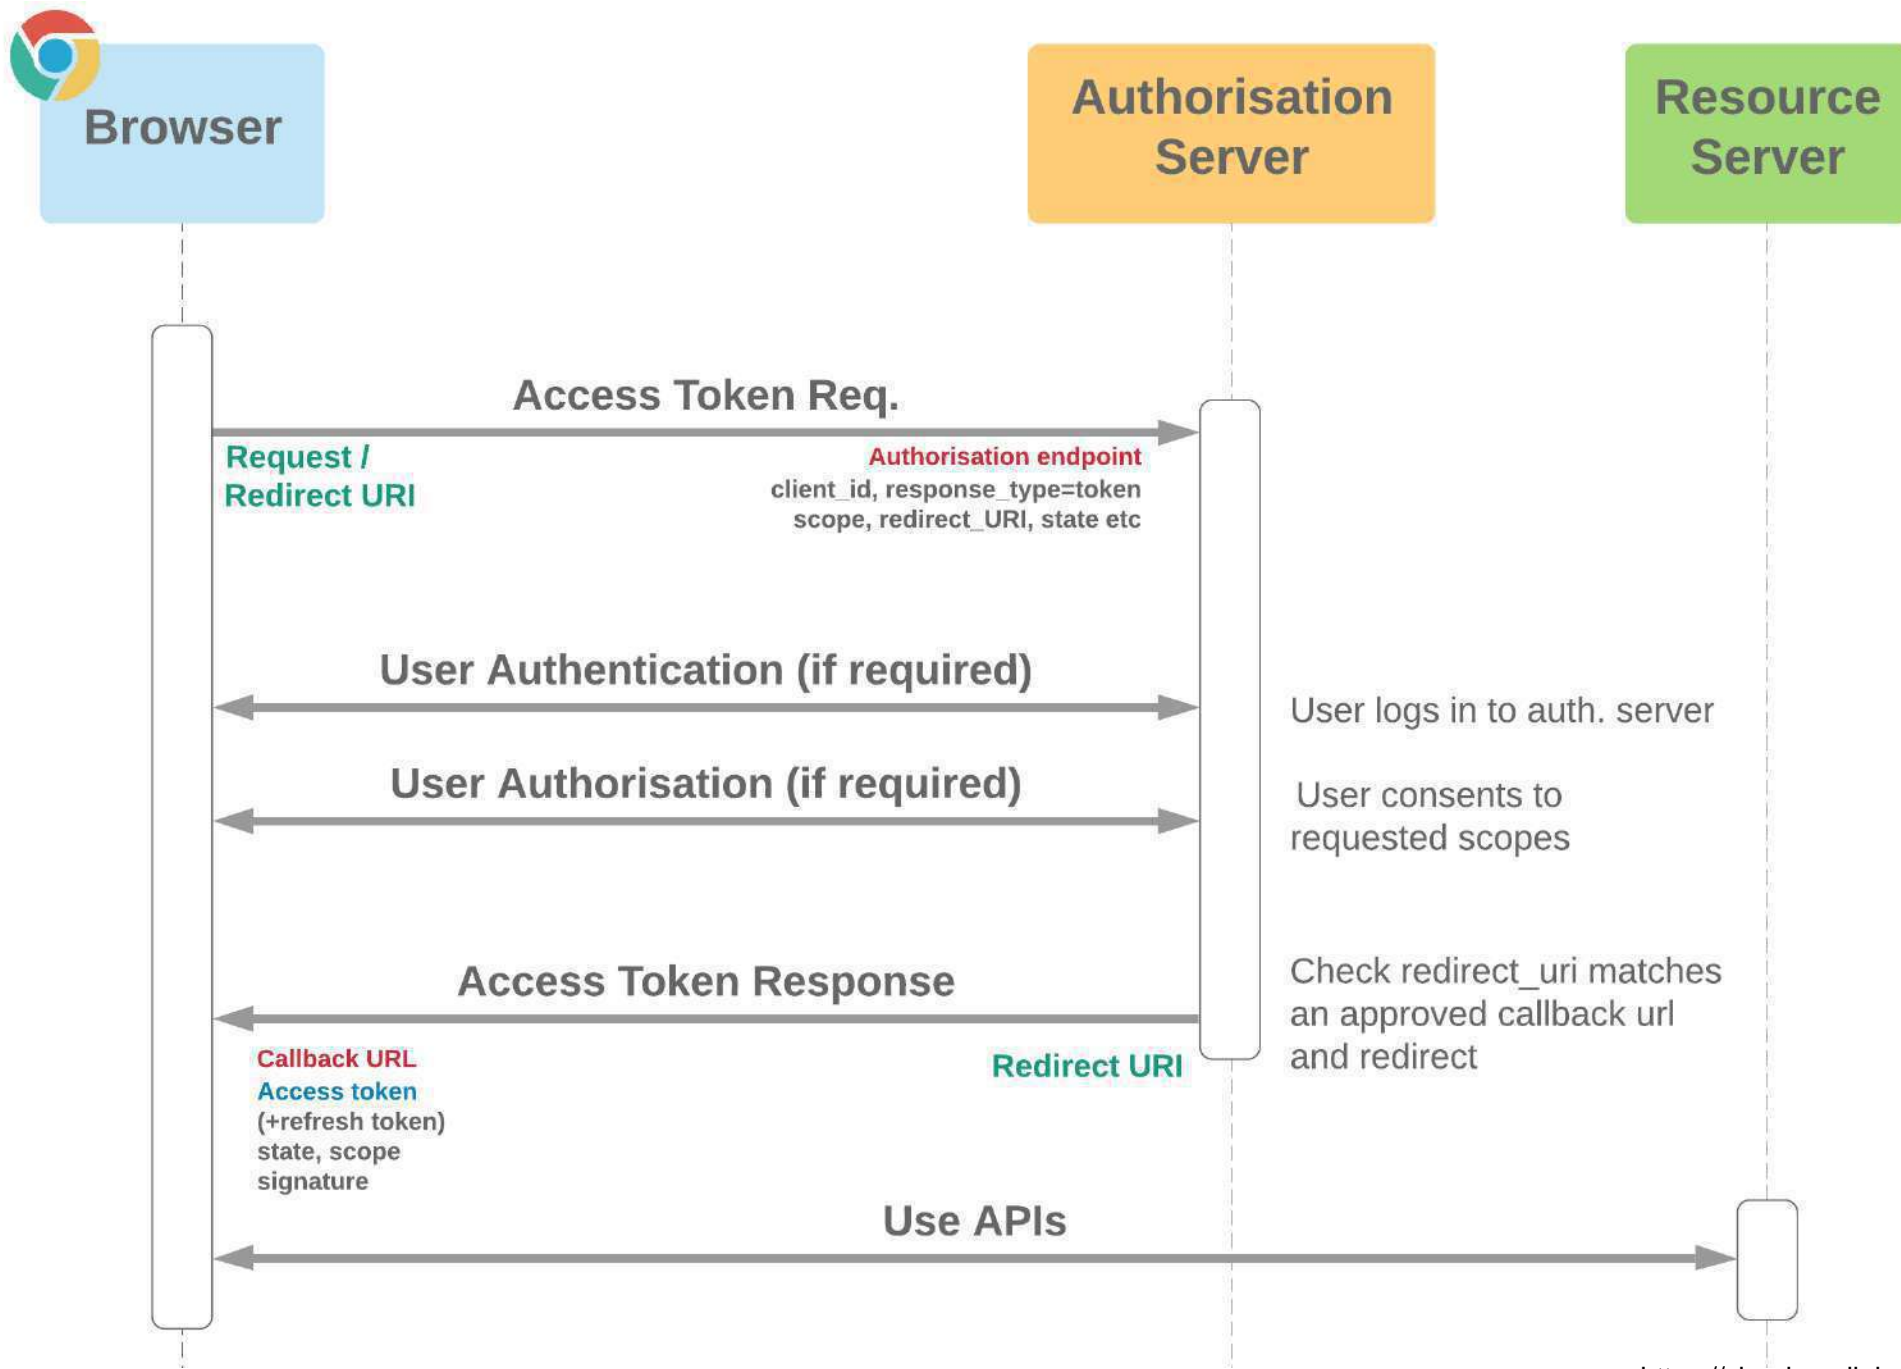 Browser
Authorisation
Server
Resource
Server
Access Token Req.
Request /
Redirect URI
Authorisation endpoint
client_id, response_type=token
scope, redirect_URI, state etc
User Authentication (if required)
User logs in to auth. server
User Authorisation (if required)
User consents to
requested scopes
Access Token Response
Check redirect_uri matches
an approved callback url
and redirect
Callback URL
Access token
(+refresh token)
state, scope
signature
Redirect URI
Use APIs